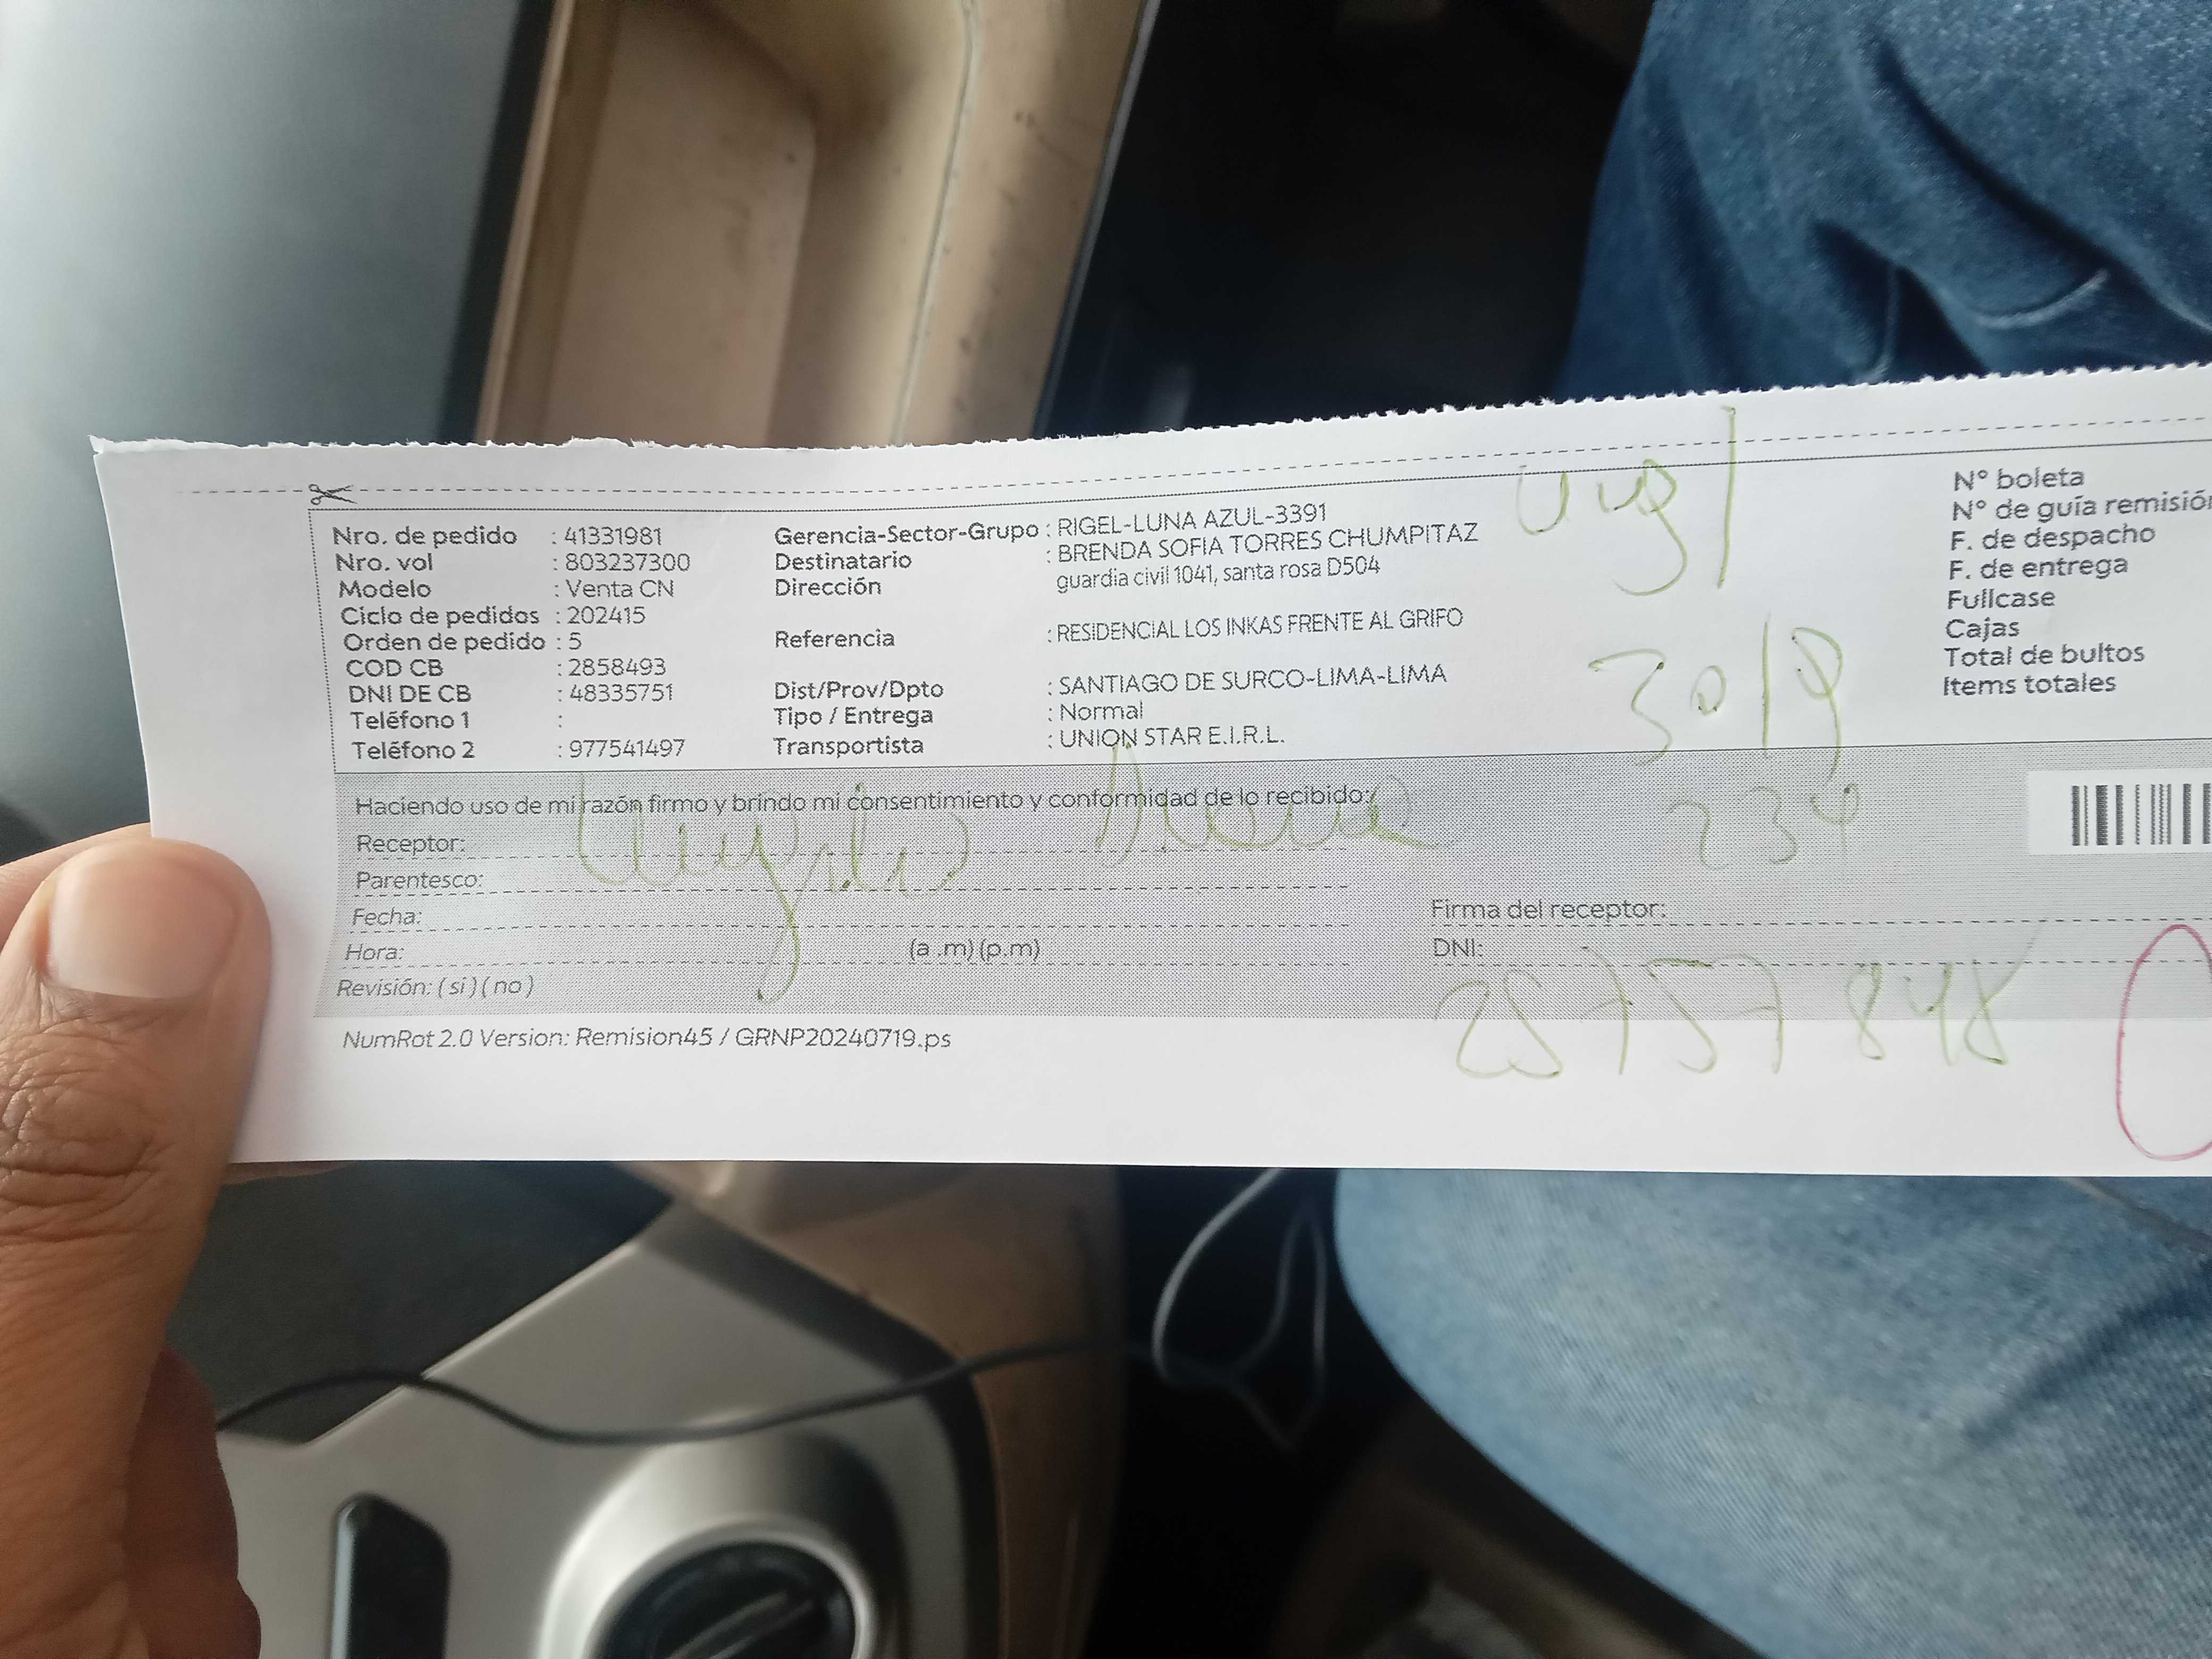 Nro. de pedido : 41331981
Nro. vol : 803237300
Modelo : Venta CN
Ciclo de pedidos : 202415
Orden de pedido : 5
COD CB : 2858493
DNI DE CB : 48335751
Teléfono 1 :
Teléfono 2 : 977541497
Gerencia-Sector-Grupo : RIGEL-LUNA AZUL-3391
Destinatario : BRENDA SOFIA TORRES CHUMPITAZ
Dirección guardia civil 1041, santa rosa D504
Referencia : RESIDENCIAL LOS INKAS FRENTE AL GRIFO
Dist/Prov/Dpto : SANTIAGO DE SURCO-LIMA-LIMA
Tipo / Entrega : Normal
Transportista : UNION STAR E.I.R.L.
3019
234
N° boleta
N° de guía remisión
F. de despacho
F. de entrega
Fullcase
Cajas
Total de bultos
Items totales
Haciendo uso de mi razón firmo y brindo mi consentimiento y conformidad de lo recibido:
Receptor:
Parentesco:
Fecha:
Hora: (a .m) (p.m)
Revisión: ( si ) ( no )
Firma del receptor:
DNI: 25757848
NumRot 2.0 Version: Remision45 / GRNP20240719.ps